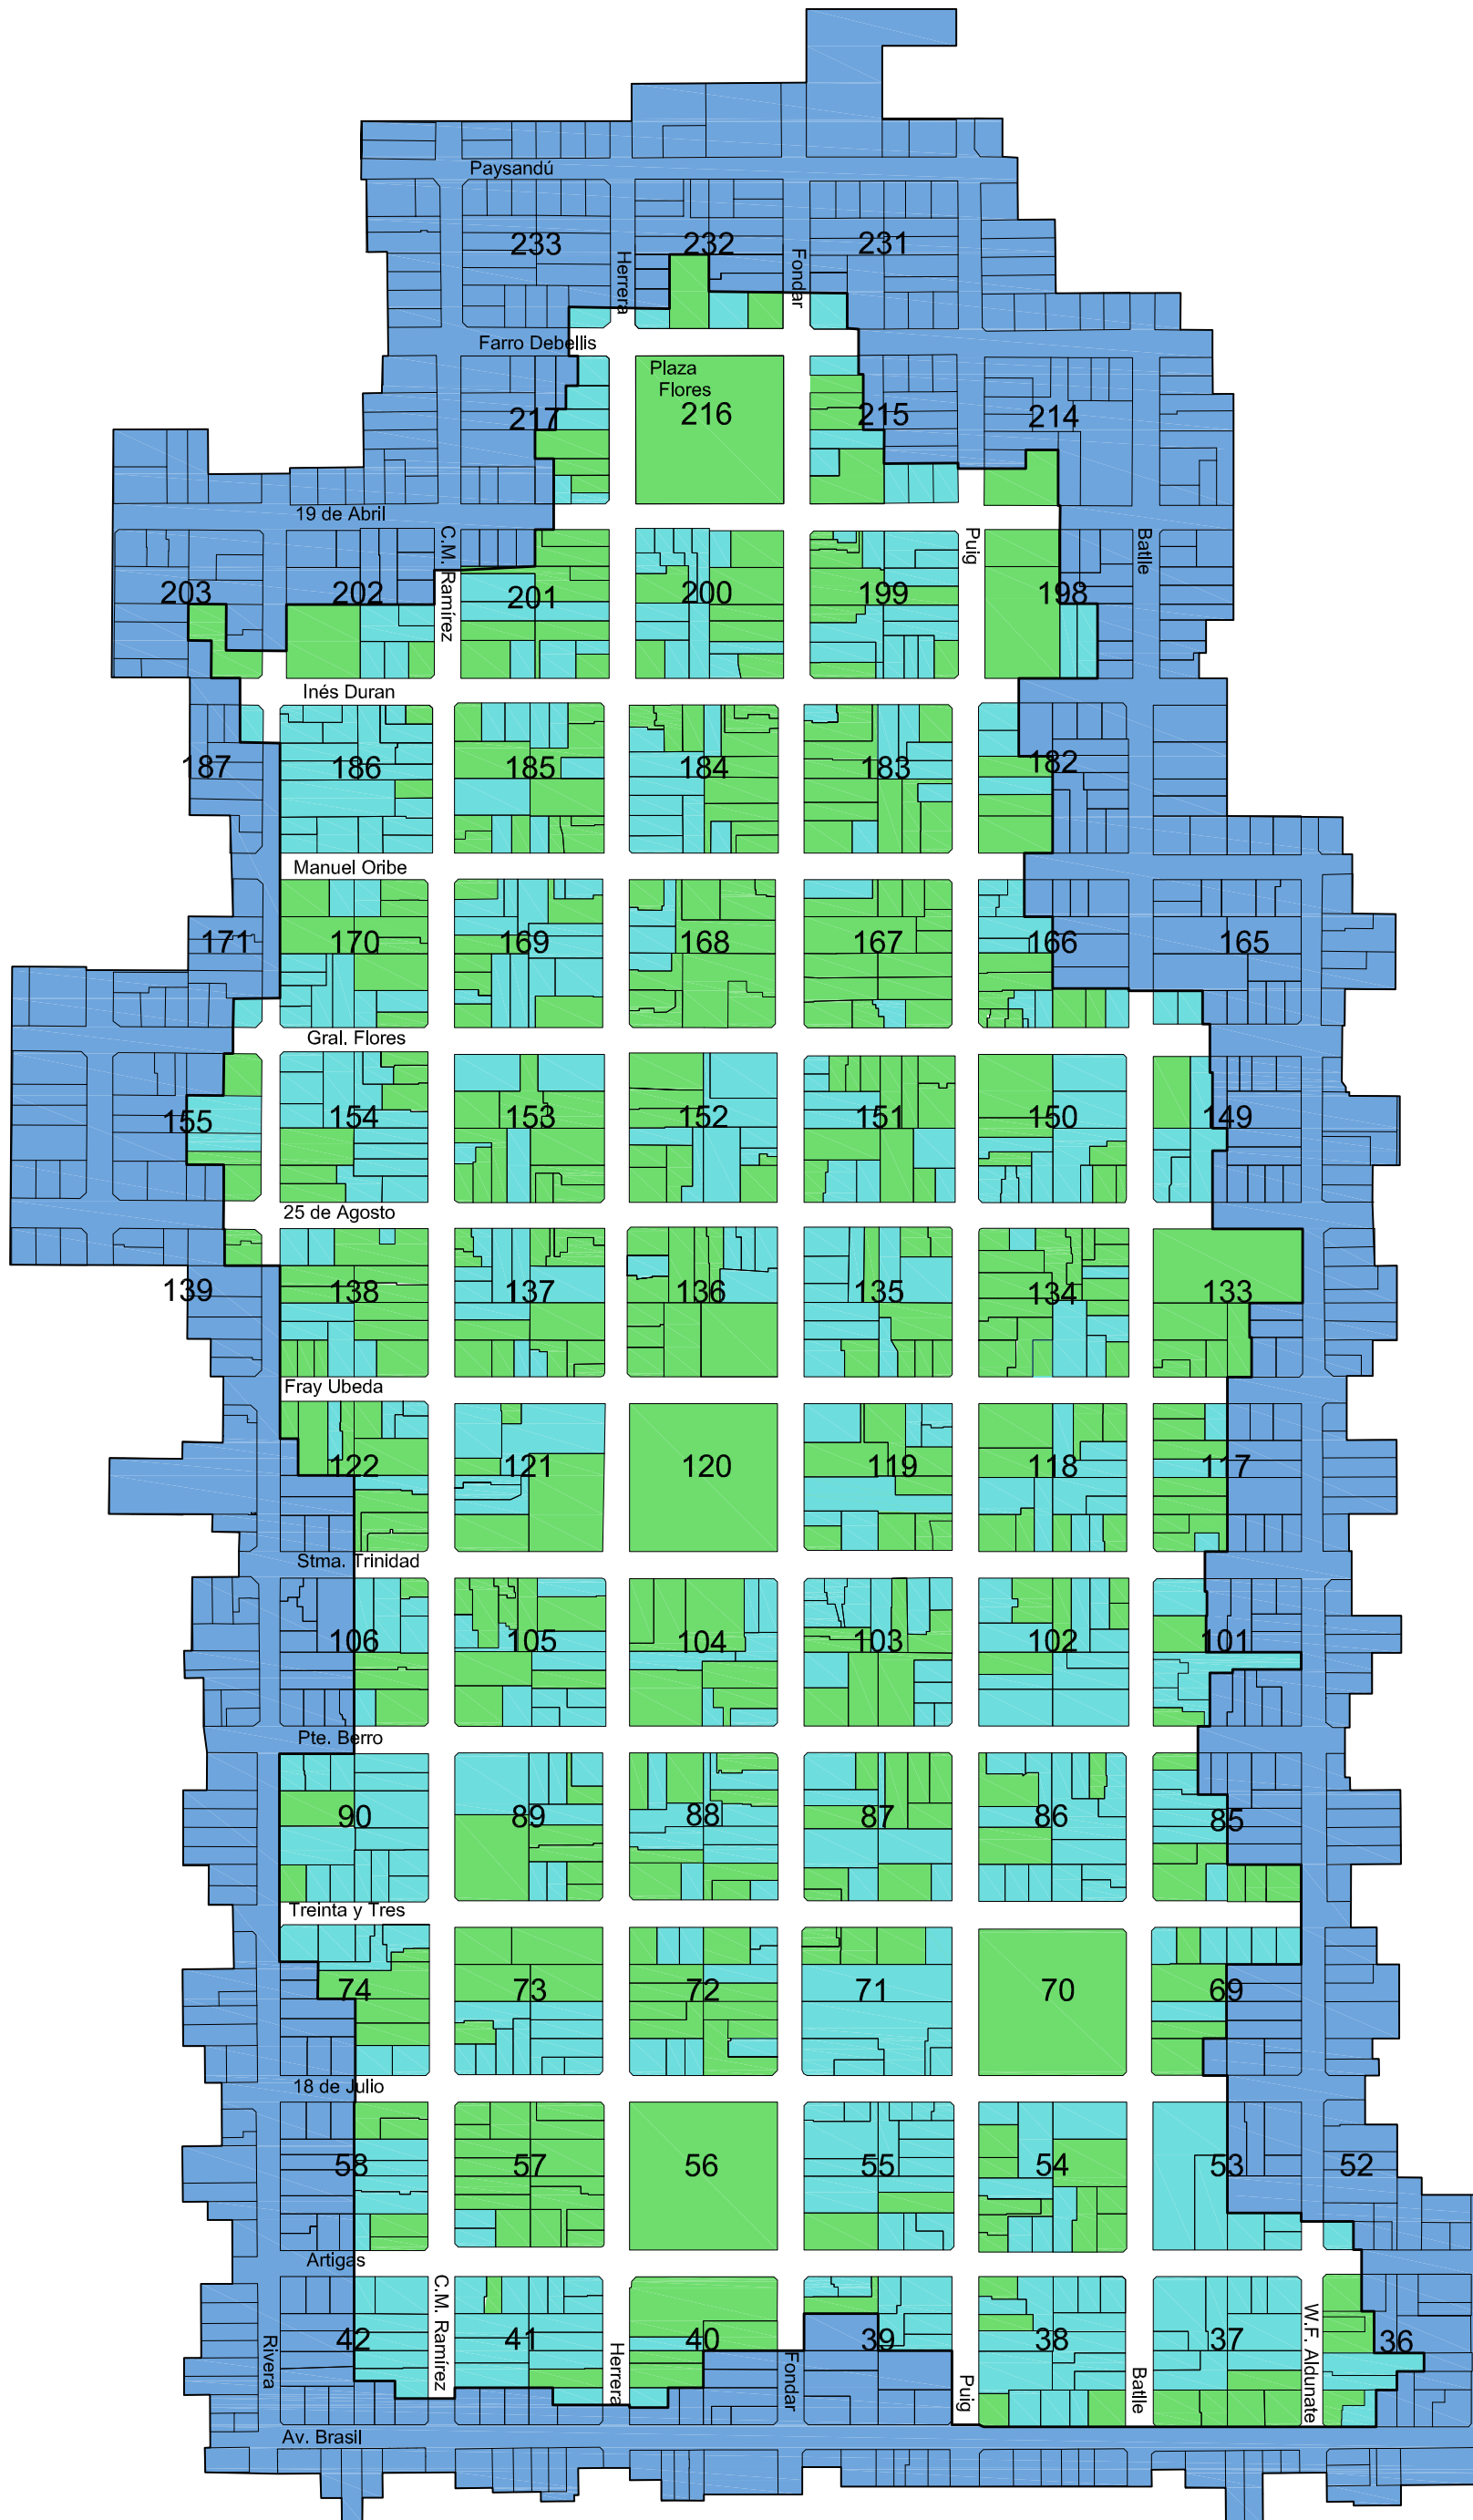 Paysandú
233
232
231
Herrera
Fondar
Farro Debellis
Plaza
Flores
217
216
215
214
19 de Abril
C.M. Ramírez
Puig
Batlle
203
202
201
200
199
198
Inés Duran
187
186
185
184
183
182
Manuel Oribe
171
170
169
168
167
166
165
Gral. Flores
155
154
153
152
151
150
149
25 de Agosto
139
138
137
136
135
134
133
Fray Ubeda
122
121
120
119
118
117
Stma. Trinidad
106
105
104
103
102
101
Pte. Berro
90
89
88
87
86
85
Treinta y Tres
74
73
72
71
70
69
18 de Julio
58
57
56
55
54
53
52
Artigas
Rivera
42
C.M. Ramírez
41
Herrera
40
Fondar
39
Puig
38
Batlle
37
W.F. Aldunate
36
Av. Brasil